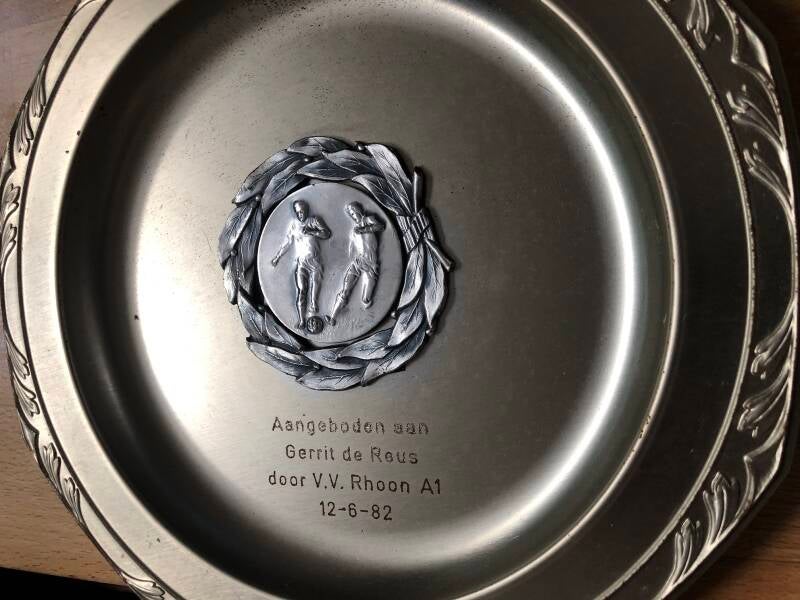 Aangeboden aan
Gerrit de Reus
door V.V. Rhoon A1
12-6-82